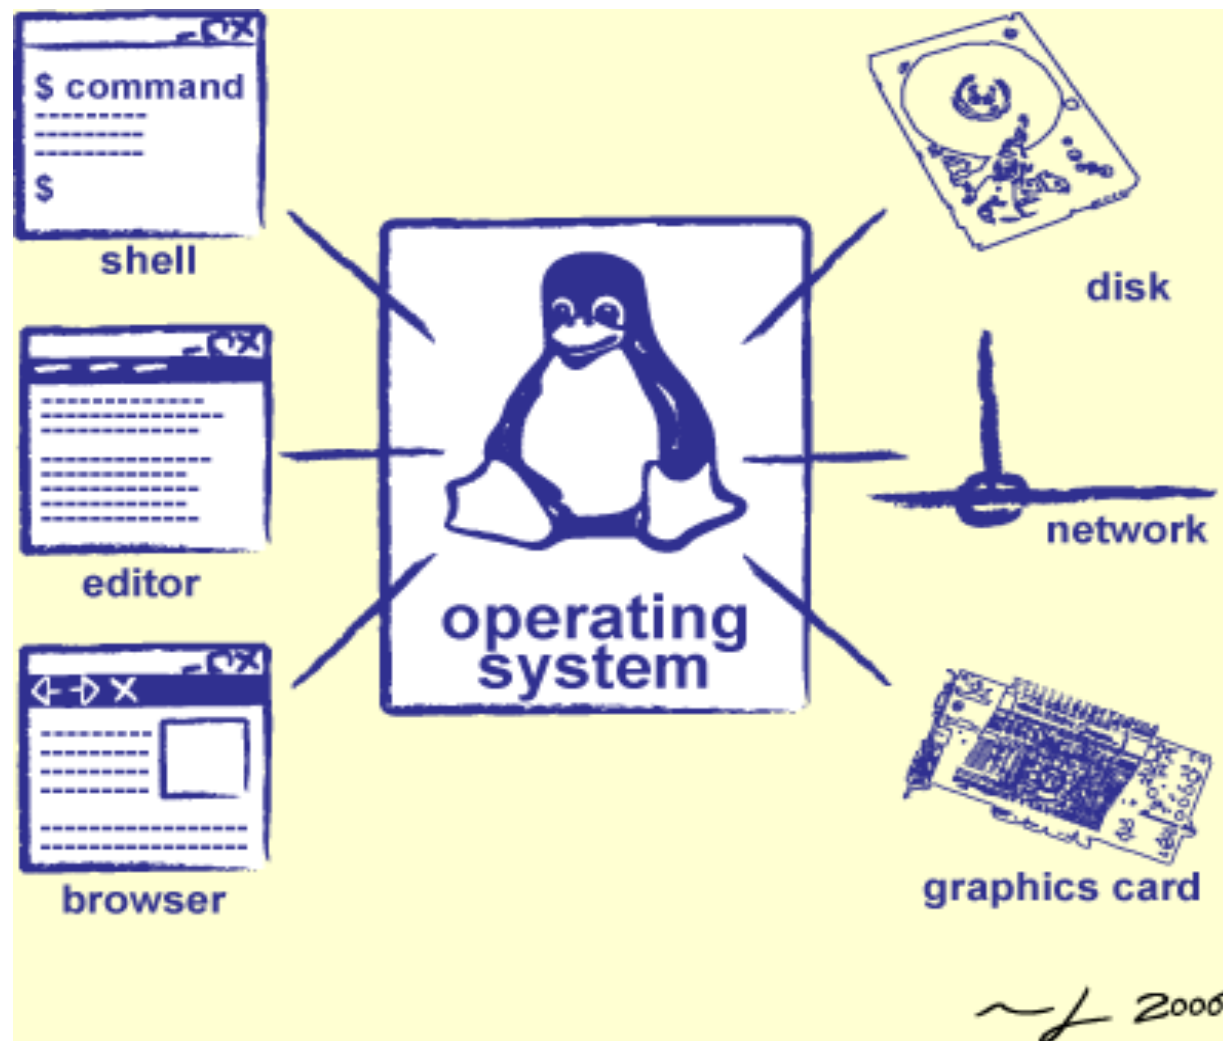 $ command
$
shell
editor
browser
operating
system
disk
network
graphics card
2006